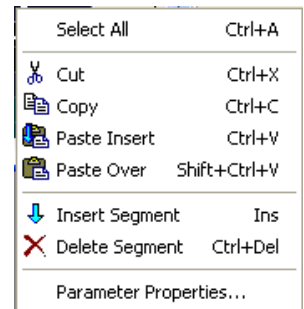 Select All Ctrl+A
Cut Ctrl+X
Copy Ctrl+C
Paste Insert Ctrl+V
Paste Over Shift+Ctrl+V
Insert Segment Ins
Delete Segment Ctrl+Del
Parameter Properties...